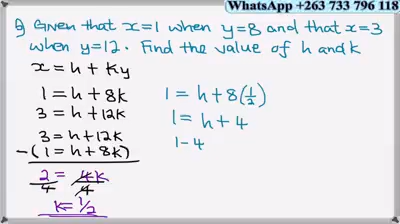 WhatsApp +263 733 796 118
b) Given that x=1 when y=8 and that x=3
when y=12. Find the value of h and k
x = h + Ky
1 = h + 8k
3 = h + 12k
3 = h + 12k
-(1 = h + 8k)
2/4 = 4k/4
k = 1/2
1 = h + 8(1/2)
1 = h + 4
1 - 4